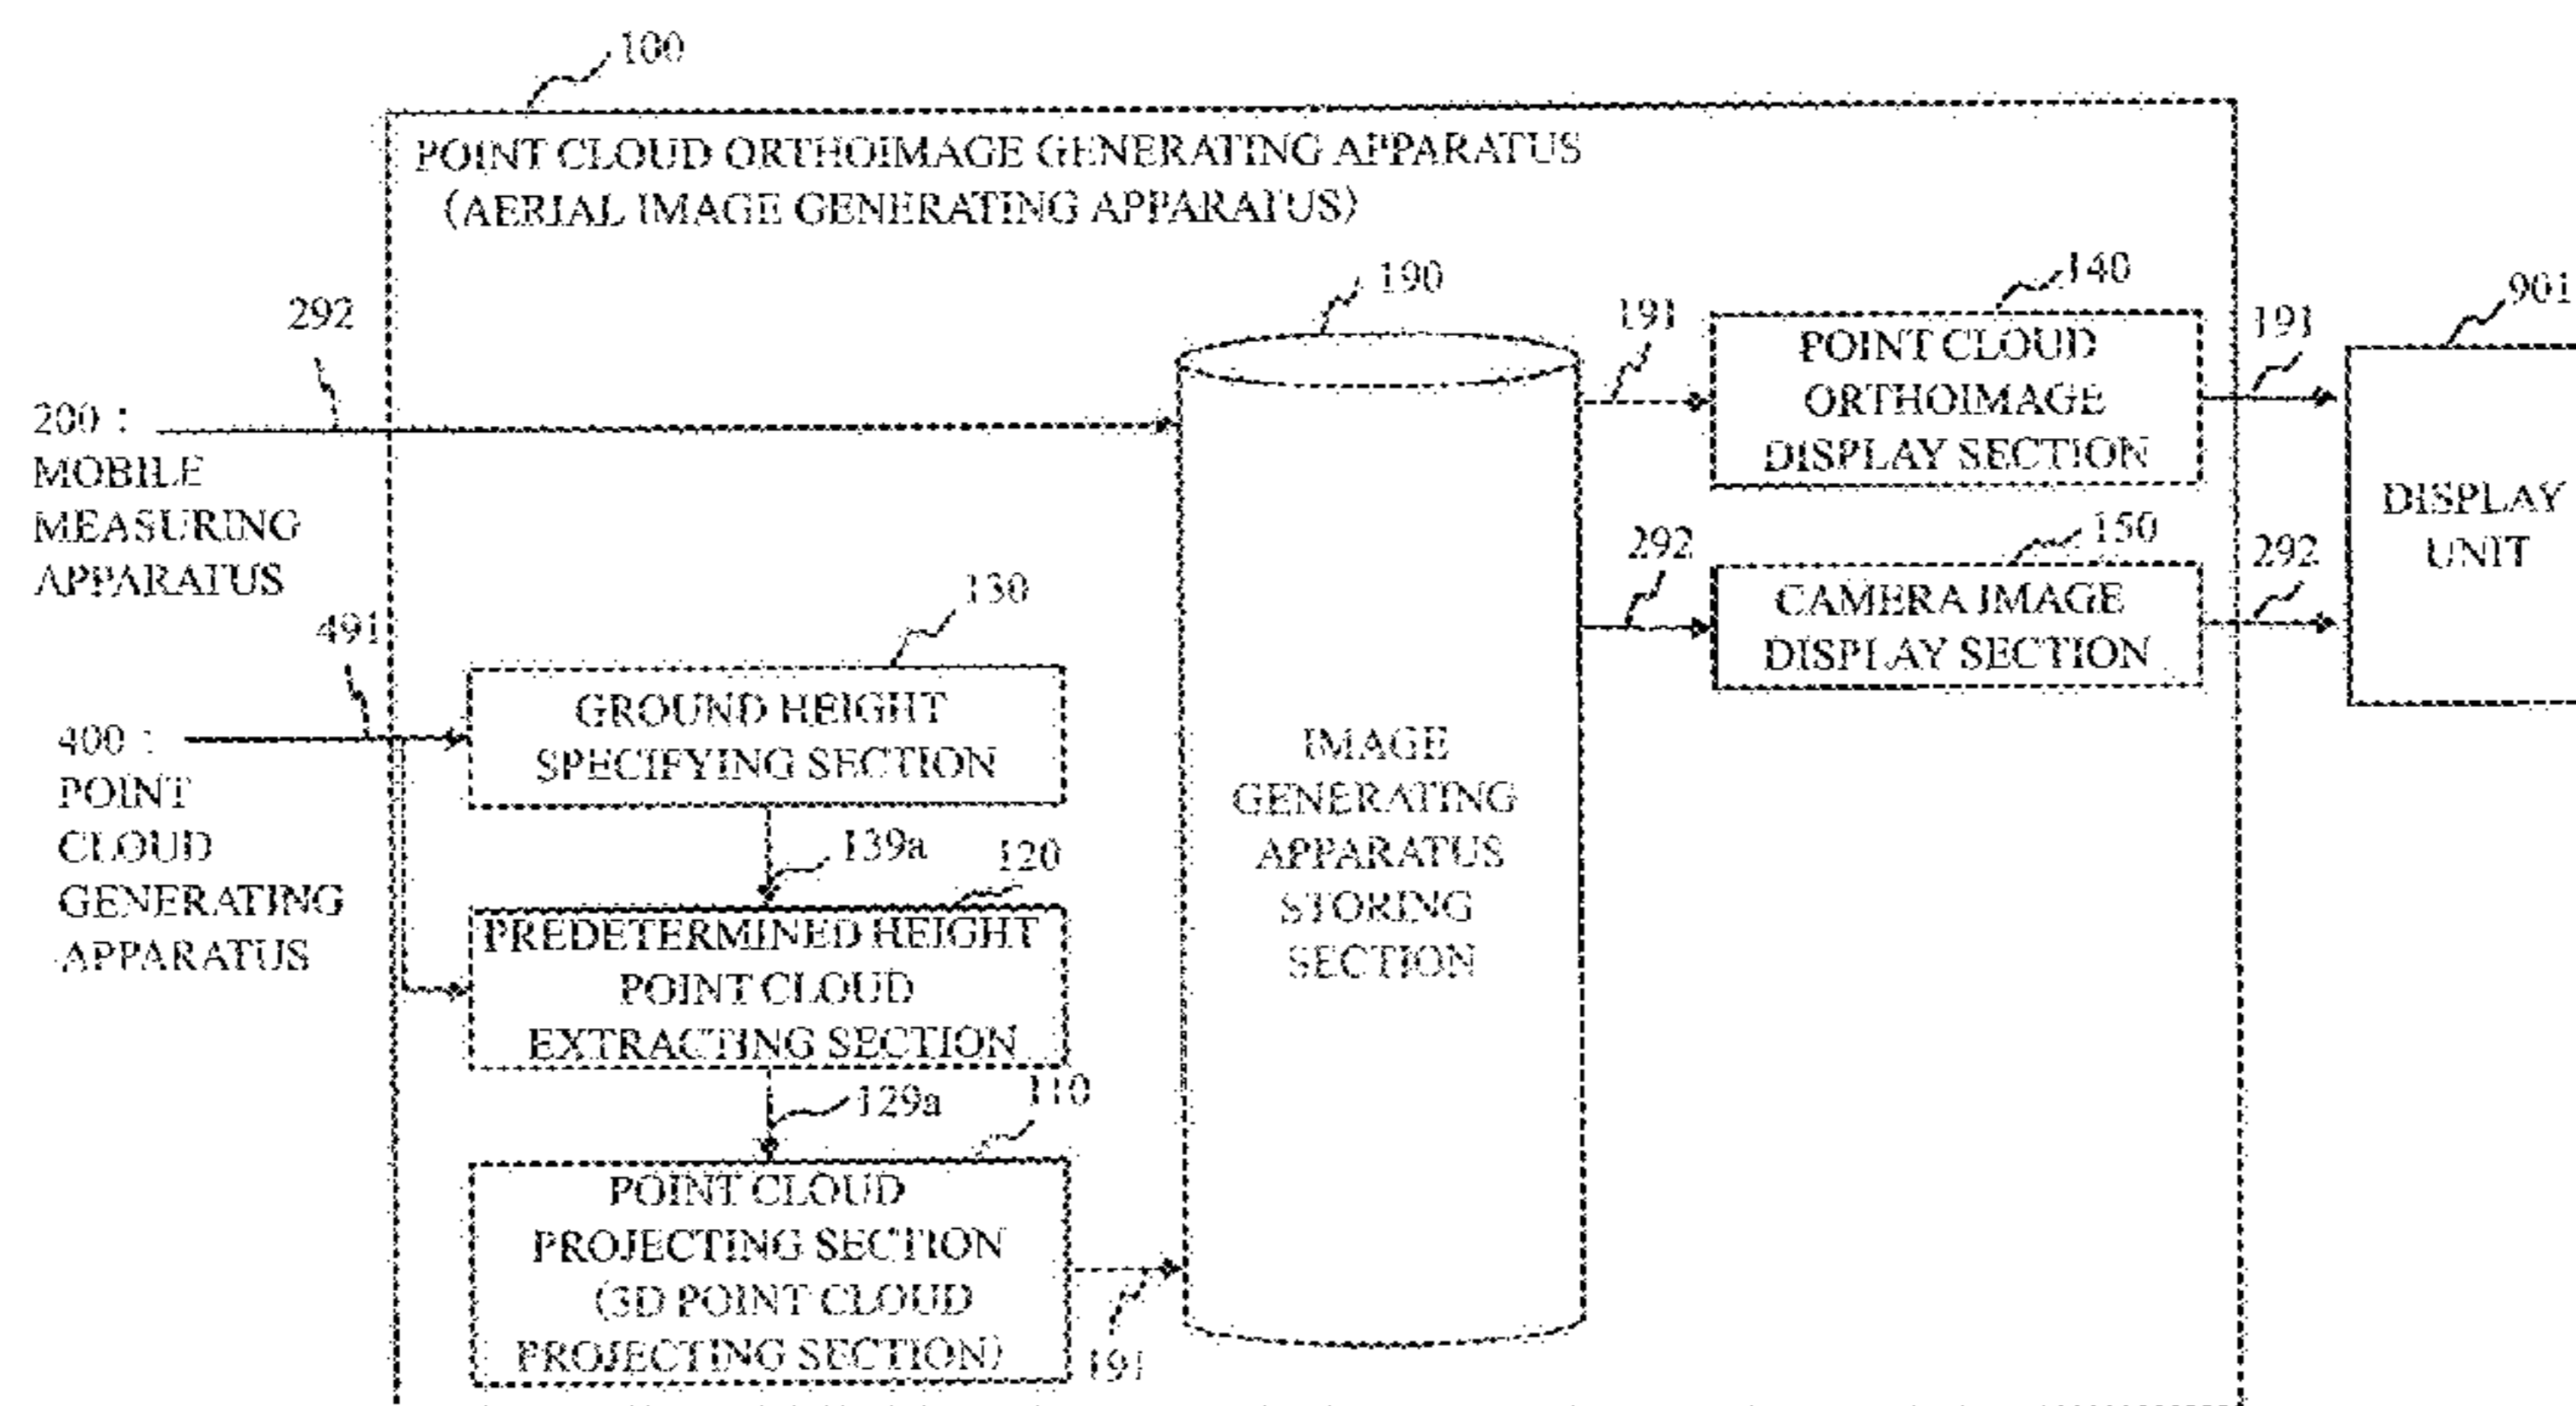 100
POINT CLOUD ORTHOIMAGE GENERATING APPARATUS
(AERIAL IMAGE GENERATING APPARATUS)
190
140
901
292
191
POINT CLOUD
ORTHOIMAGE
DISPLAY SECTION
191
200 :
MOBILE
MEASURING
APPARATUS
DISPLAY
UNIT
150
292
CAMERA IMAGE
DISPLAY SECTION
292
491
130
400 :
POINT
CLOUD
GENERATING
APPARATUS
GROUND HEIGHT
SPECIFYING SECTION
139a
120
PREDETERMINED HEIGHT
POINT CLOUD
EXTRACTING SECTION
IMAGE
GENERATING
APPARATUS
STORING
SECTION
129a
110
POINT CLOUD
PROJECTING SECTION
(3D POINT CLOUD
PROJECTING SECTION)
191